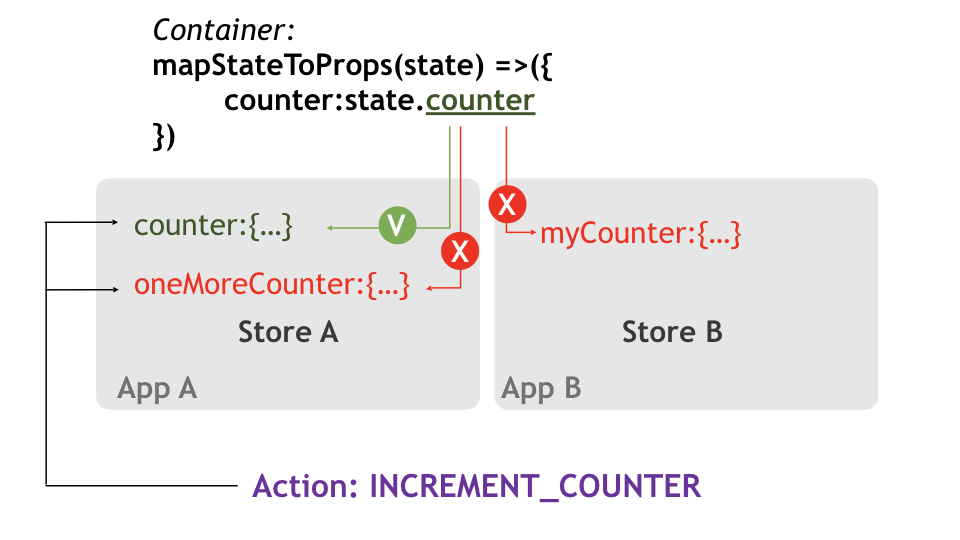 Container:
mapStateToProps(state) =>({
counter:state.counter
})
V
X
X
counter:{...}
myCounter:{...}
oneMoreCounter:{...}
Store A
Store B
App A
App B
Action: INCREMENT_COUNTER